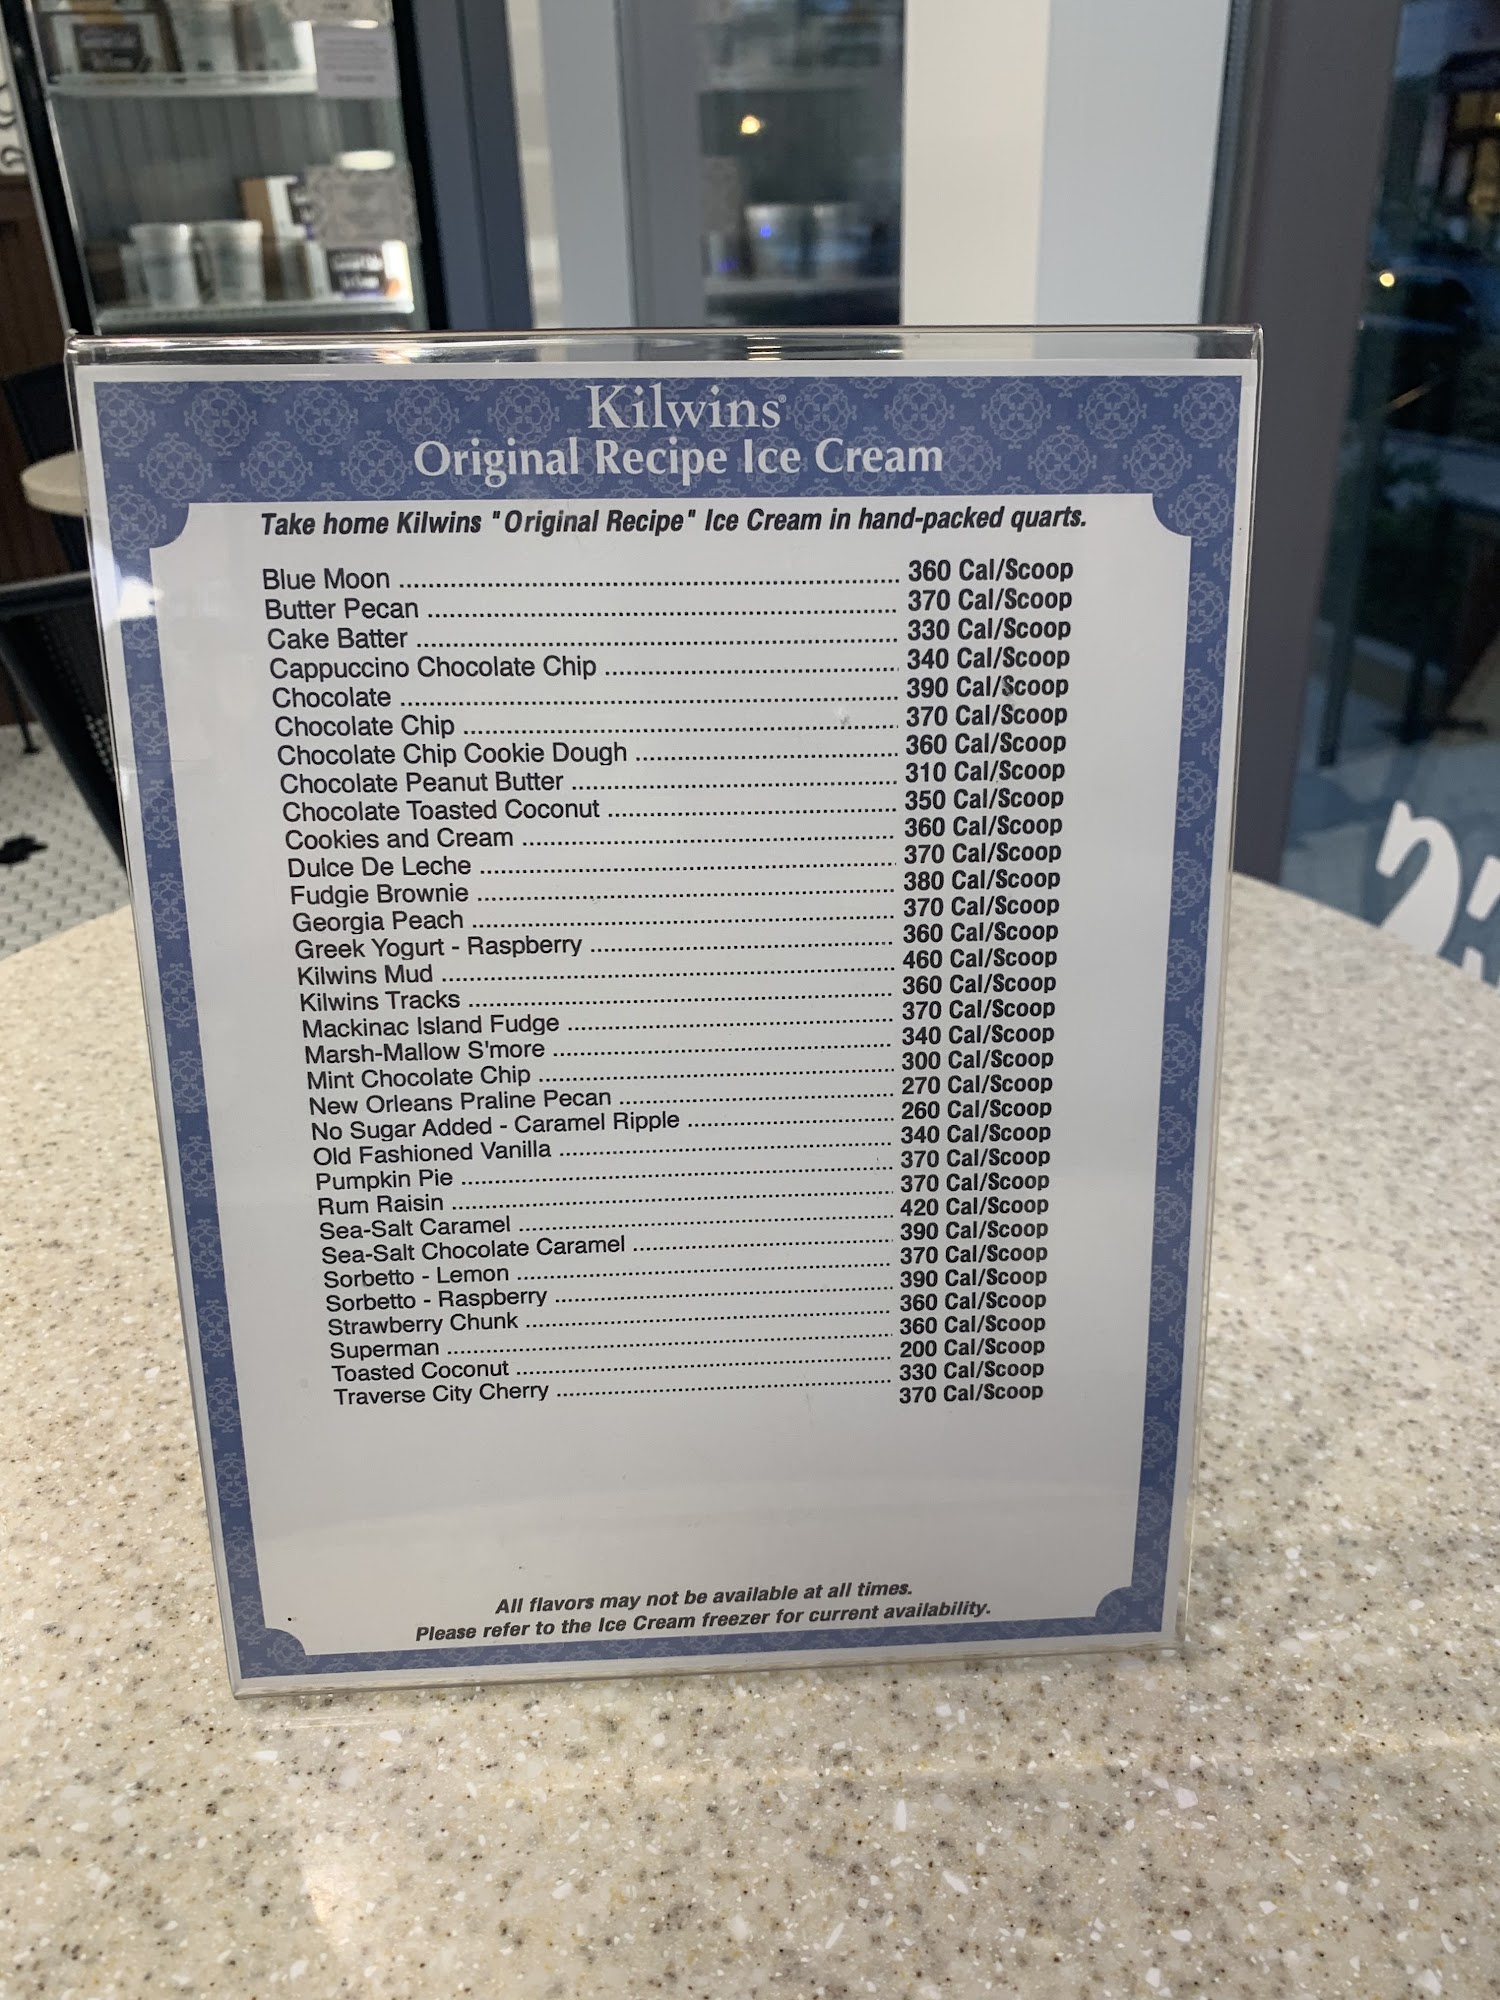 Kilwins®
Original Recipe Ice Cream
Take home Kilwins "Original Recipe" Ice Cream in hand-packed quarts.
Blue Moon ........ 360 Cal/Scoop
Butter Pecan ........ 370 Cal/Scoop
Cake Batter ........ 330 Cal/Scoop
Cappuccino Chocolate Chip ........ 340 Cal/Scoop
Chocolate ........ 390 Cal/Scoop
Chocolate Chip ........ 370 Cal/Scoop
Chocolate Chip Cookie Dough ........ 360 Cal/Scoop
Chocolate Peanut Butter ........ 310 Cal/Scoop
Chocolate Toasted Coconut ........ 350 Cal/Scoop
Cookies and Cream ........ 360 Cal/Scoop
Dulce De Leche ........ 370 Cal/Scoop
Fudgie Brownie ........ 380 Cal/Scoop
Georgia Peach ........ 370 Cal/Scoop
Greek Yogurt - Raspberry ........ 360 Cal/Scoop
Kilwins Mud ........ 460 Cal/Scoop
Kilwins Tracks ........ 360 Cal/Scoop
Mackinac Island Fudge ........ 370 Cal/Scoop
Marsh-Mallow S'more ........ 340 Cal/Scoop
Mint Chocolate Chip ........ 300 Cal/Scoop
New Orleans Praline Pecan ........ 270 Cal/Scoop
No Sugar Added - Caramel Ripple ........ 260 Cal/Scoop
Old Fashioned Vanilla ........ 340 Cal/Scoop
Pumpkin Pie ........ 370 Cal/Scoop
Rum Raisin ........ 370 Cal/Scoop
Sea-Salt Caramel ........ 420 Cal/Scoop
Sea-Salt Chocolate Caramel ........ 390 Cal/Scoop
Sorbetto - Lemon ........ 370 Cal/Scoop
Sorbetto - Raspberry ........ 390 Cal/Scoop
Strawberry Chunk ........ 360 Cal/Scoop
Superman ........ 360 Cal/Scoop
Toasted Coconut ........ 200 Cal/Scoop
Traverse City Cherry ........ 330 Cal/Scoop
370 Cal/Scoop
All flavors may not be available at all times.
Please refer to the Ice Cream freezer for current availability.